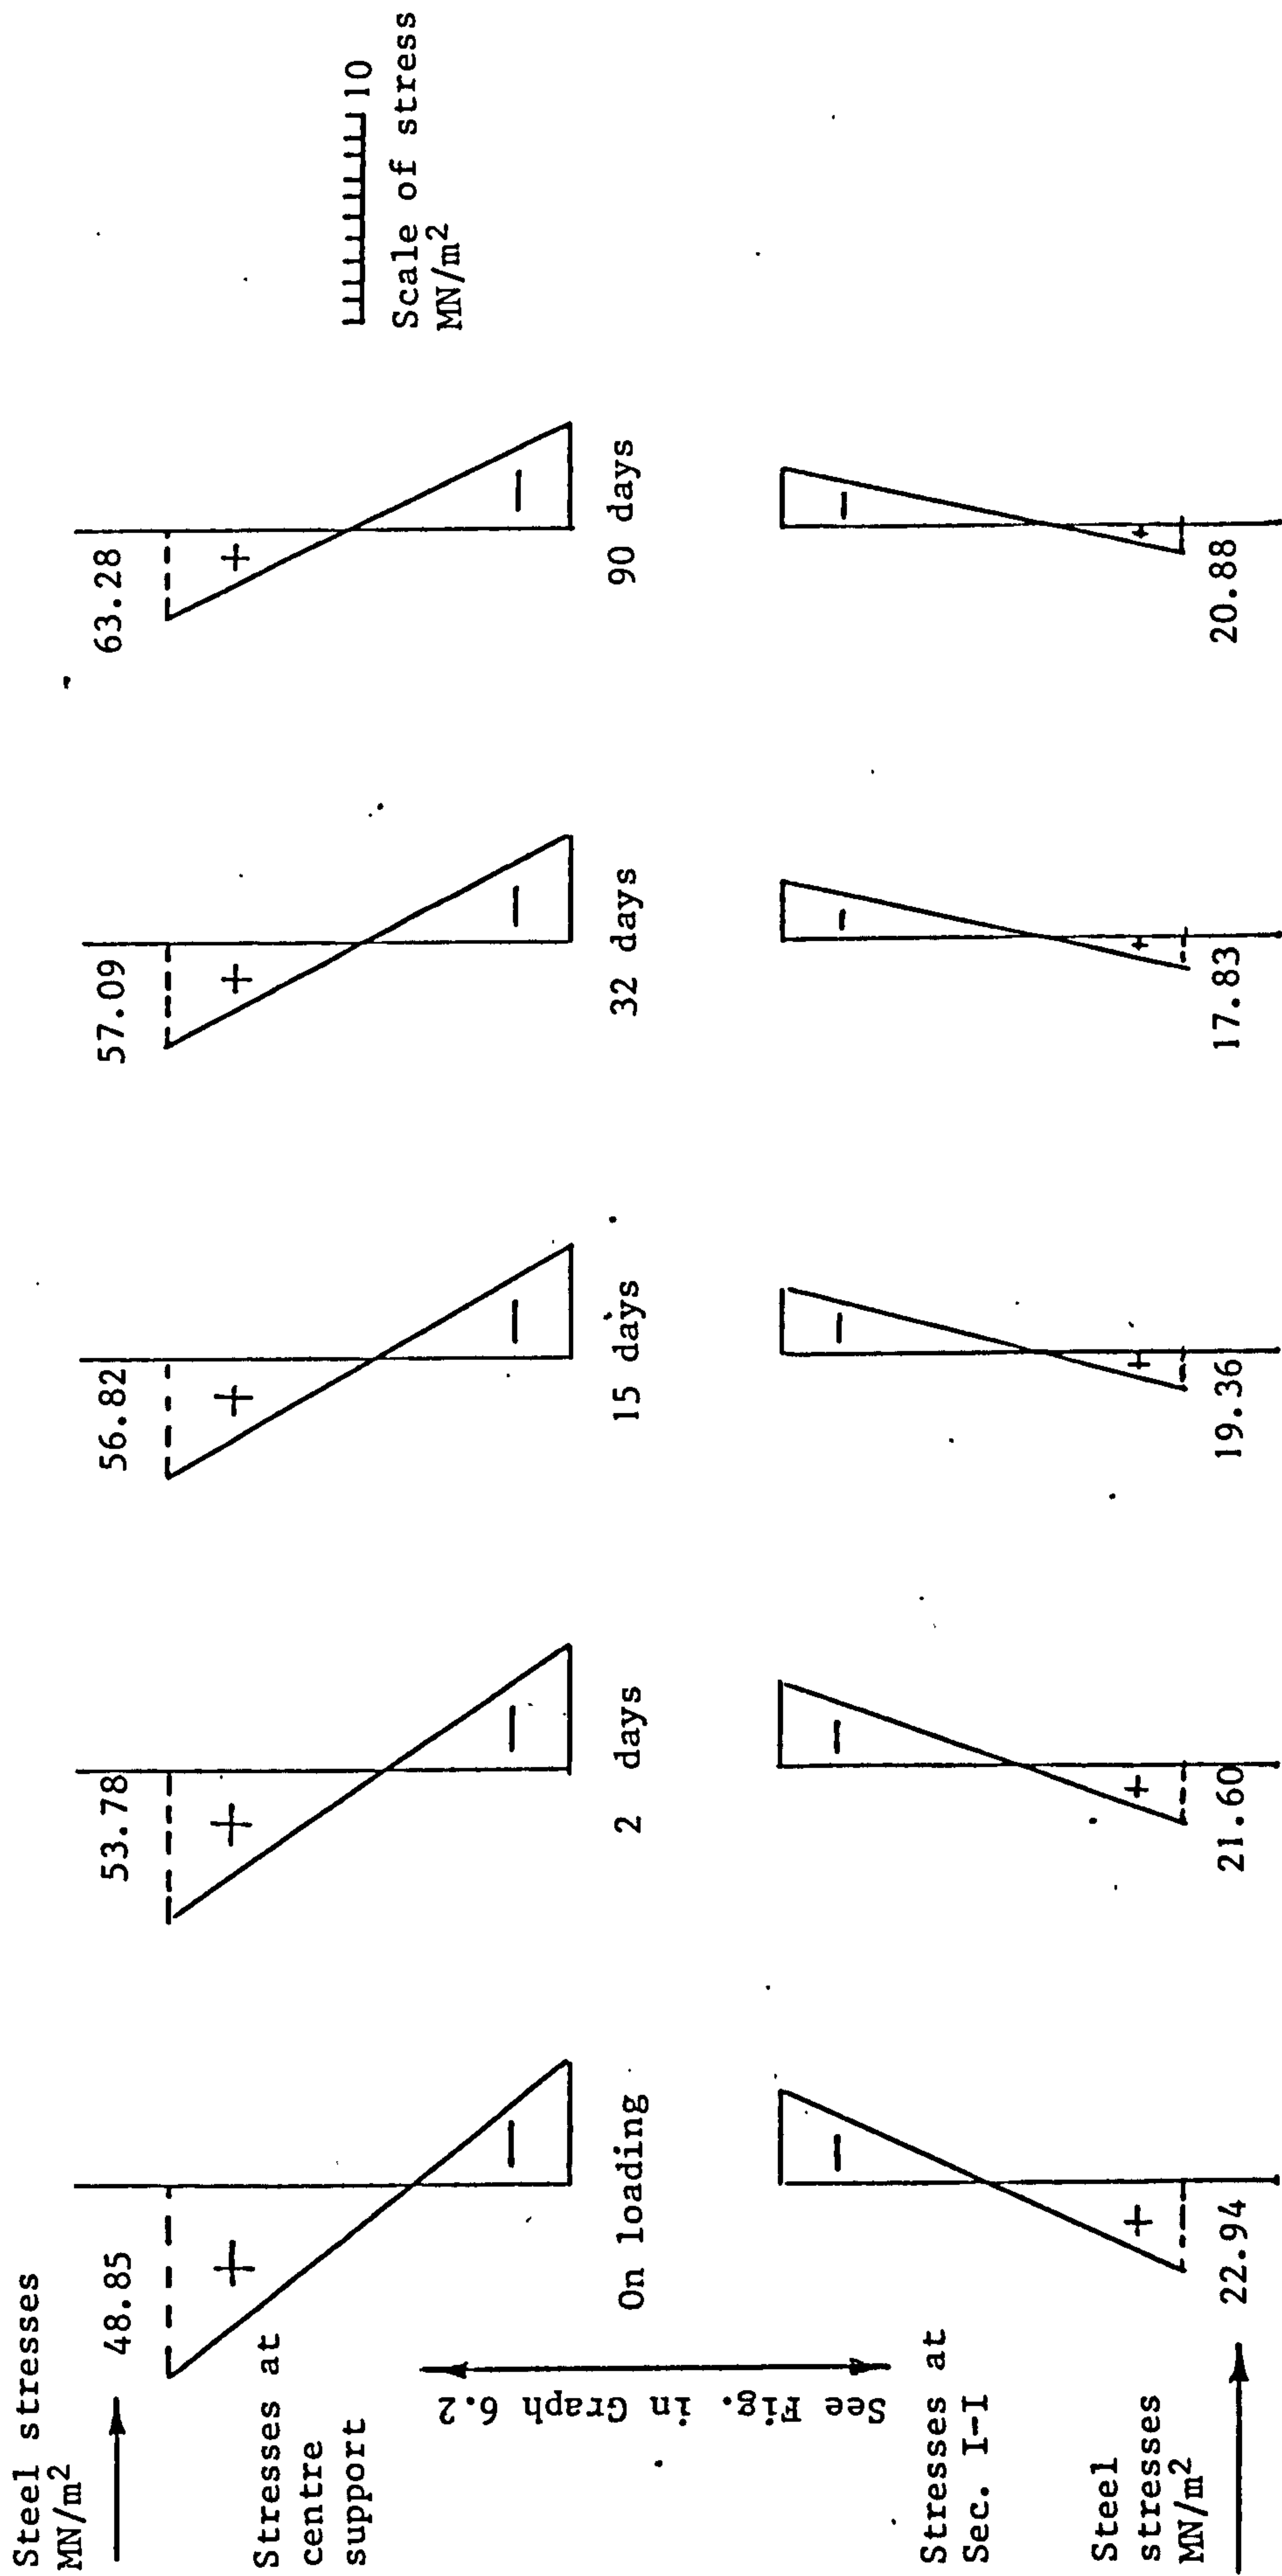 Steel stresses
MN/m²
48.85
53.78
56.82
57.09
63.28
10
Scale of stress
MN/m²
Stresses at
centre
support
+
+
+
+
+
−
−
−
−
−
On loading
2 days
15 days
32 days
90 days
See Fig. in Graph 6.2
Stresses at
Sec. I-I
−
−
−
−
−
+
+
+
+
+
Steel
stresses
MN/m²
22.94
21.60
19.36
17.83
20.88